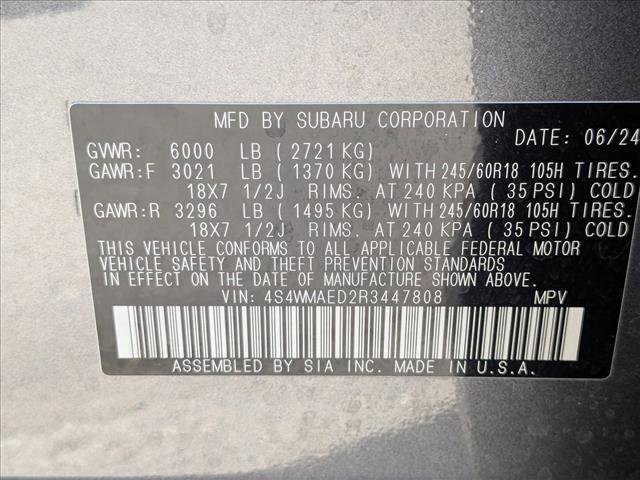 MFD BY SUBARU CORPORATION
DATE: 06/24
GVWR: 6000 LB ( 2721 KG)
GAWR:F 3021 LB ( 1370 KG) WITH 245/60R18 105H TIRES.
18X7 1/2J RIMS. AT 240 KPA ( 35 PSI) COLD
GAWR:R 3296 LB ( 1495 KG) WITH 245/60R18 105H TIRES.
18X7 1/2J RIMS. AT 240 KPA ( 35 PSI) COLD
THIS VEHICLE CONFORMS TO ALL APPLICABLE FEDERAL MOTOR
VEHICLE SAFETY AND THEFT PREVENTION STANDARDS
IN EFFECT ON THE DATE OF MANUFACTURE SHOWN ABOVE.
VIN: 4S4WMAED2R3447808 MPV
ASSEMBLED BY SIA INC. MADE IN U.S.A.